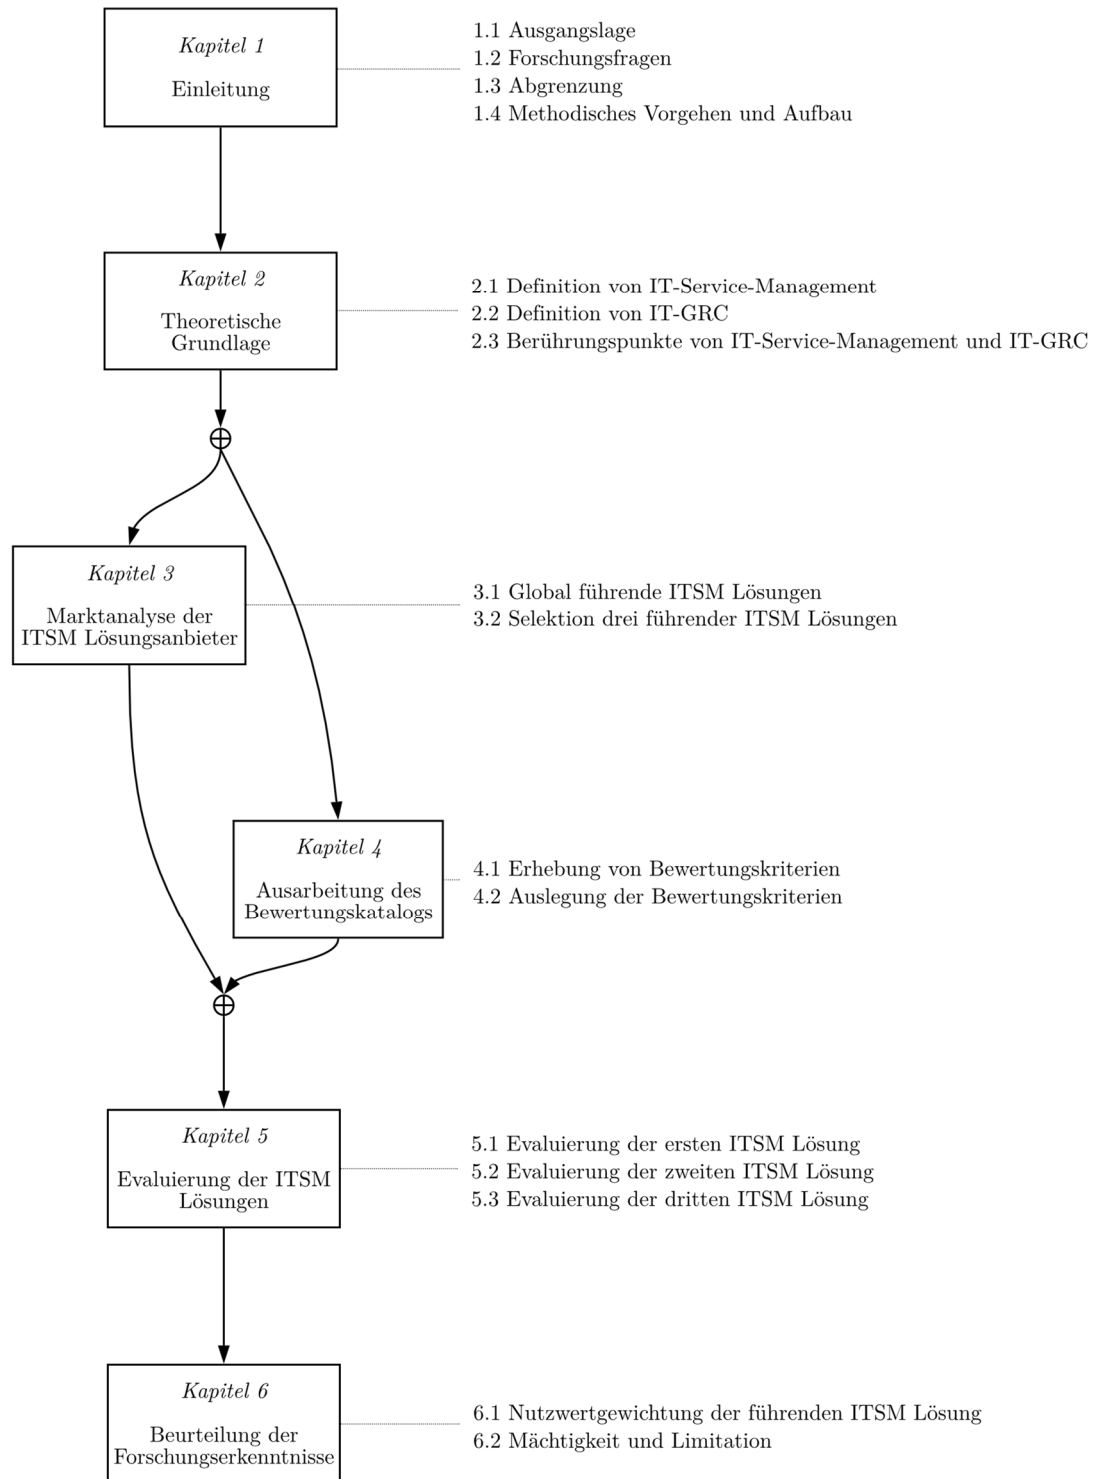 Kapitel 1
Einleitung
1.1 Ausgangslage
1.2 Forschungsfragen
1.3 Abgrenzung
1.4 Methodisches Vorgehen und Aufbau
Kapitel 2
Theoretische
Grundlage
2.1 Definition von IT-Service-Management
2.2 Definition von IT-GRC
2.3 Berührungspunkte von IT-Service-Management und IT-GRC
Kapitel 3
Marktanalyse der
ITSM Lösungsanbieter
3.1 Global führende ITSM Lösungen
3.2 Selektion drei führender ITSM Lösungen
Kapitel 4
Ausarbeitung des
Bewertungskatalogs
4.1 Erhebung von Bewertungskriterien
4.2 Auslegung der Bewertungskriterien
Kapitel 5
Evaluierung der ITSM
Lösungen
5.1 Evaluierung der ersten ITSM Lösung
5.2 Evaluierung der zweiten ITSM Lösung
5.3 Evaluierung der dritten ITSM Lösung
Kapitel 6
Beurteilung der
Forschungserkenntnisse
6.1 Nutzwertgewichtung der führenden ITSM Lösung
6.2 Mächtigkeit und Limitation